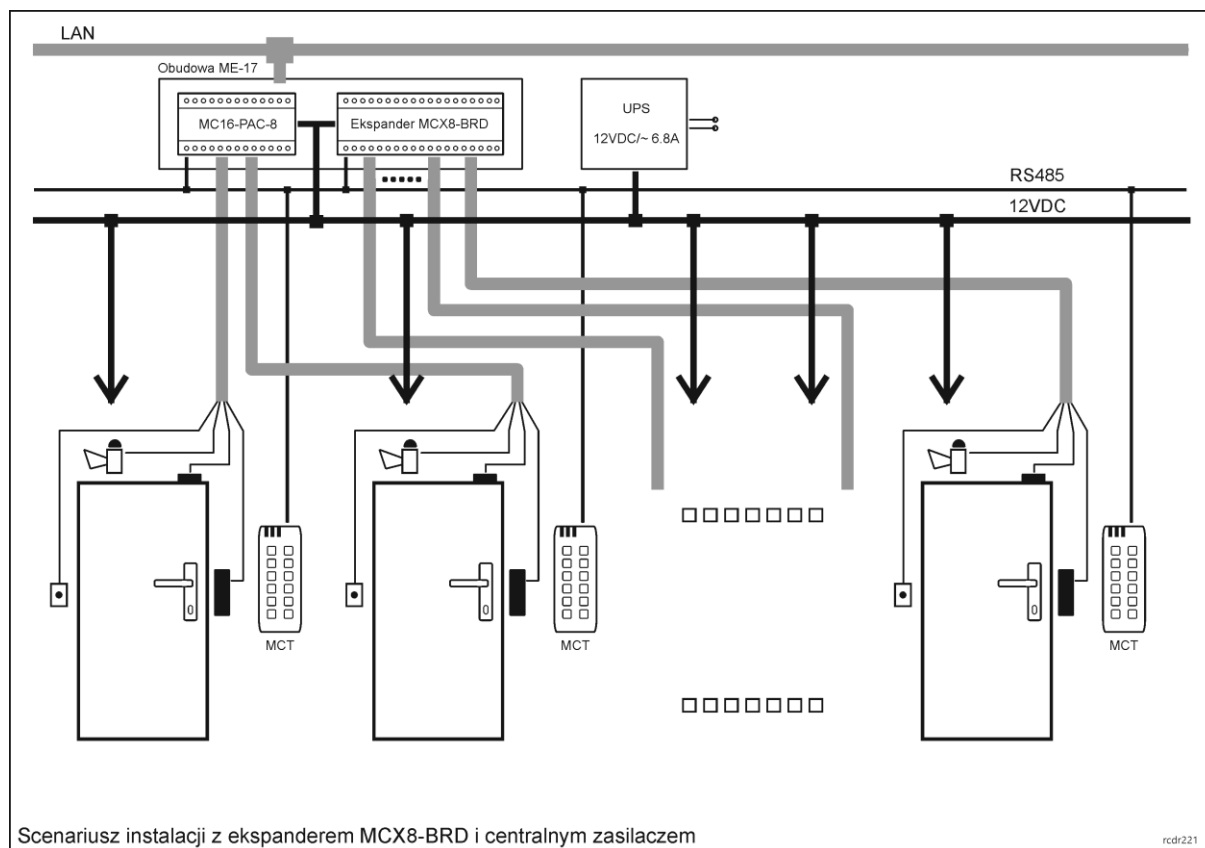 LAN
Obudowa ME-17
MC16-PAC-8
Ekspander MCX8-BRD
UPS
12VDC/~ 6.8A
RS485
12VDC
MCT
MCT
MCT
Scenariusz instalacji z ekspanderem MCX8-BRD i centralnym zasilaczem
rcdr221